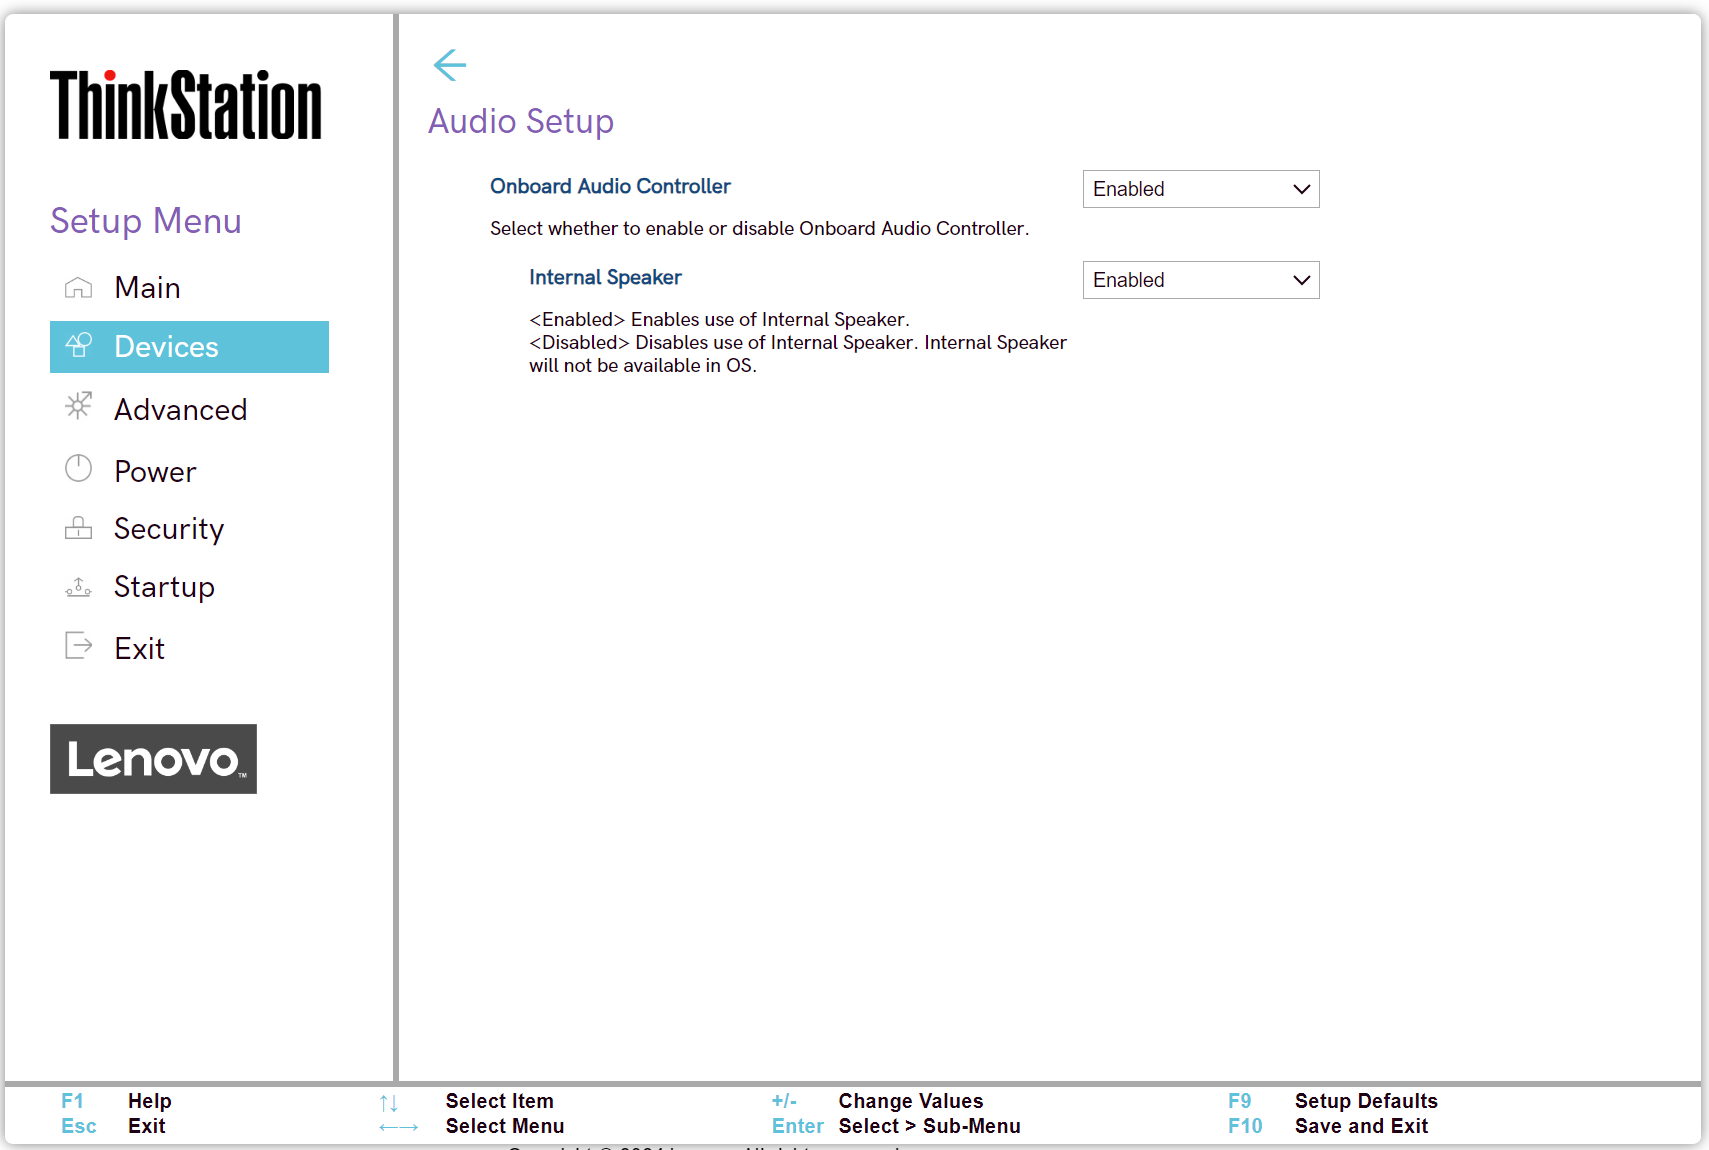 ThinkStation
Setup Menu
Main
Devices
Advanced
Power
Security
Startup
Exit
Lenovo™
Audio Setup
Onboard Audio Controller
Enabled
Select whether to enable or disable Onboard Audio Controller.
Internal Speaker
Enabled
<Enabled> Enables use of Internal Speaker.
<Disabled> Disables use of Internal Speaker. Internal Speaker
will not be available in OS.
F1 Help ↑↓ Select Item +/- Change Values F9 Setup Defaults
Esc Exit ←→ Select Menu Enter Select > Sub-Menu F10 Save and Exit